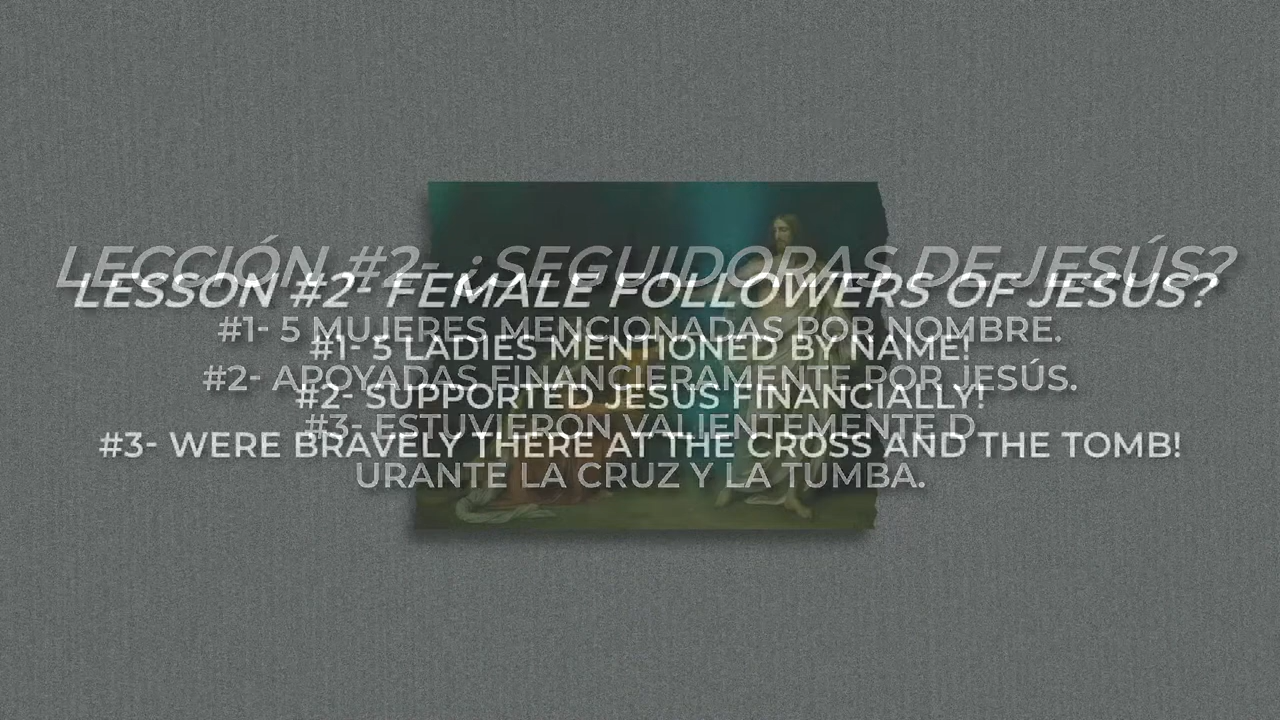 LECCIÓN #2- ¿SEGUIDORAS DE JESÚS?
LESSON #2- FEMALE FOLLOWERS OF JESUS?
#1- 5 MUJERES MENCIONADAS POR NOMBRE.
#1- 5 LADIES MENTIONED BY NAME!
#2- APOYADAS FINANCIERAMENTE POR JESÚS.
#2- SUPPORTED JESUS FINANCIALLY!
#3- ESTUVIERON VALIENTEMENTE D
#3- WERE BRAVELY THERE AT THE CROSS AND THE TOMB!
URANTE LA CRUZ Y LA TUMBA.